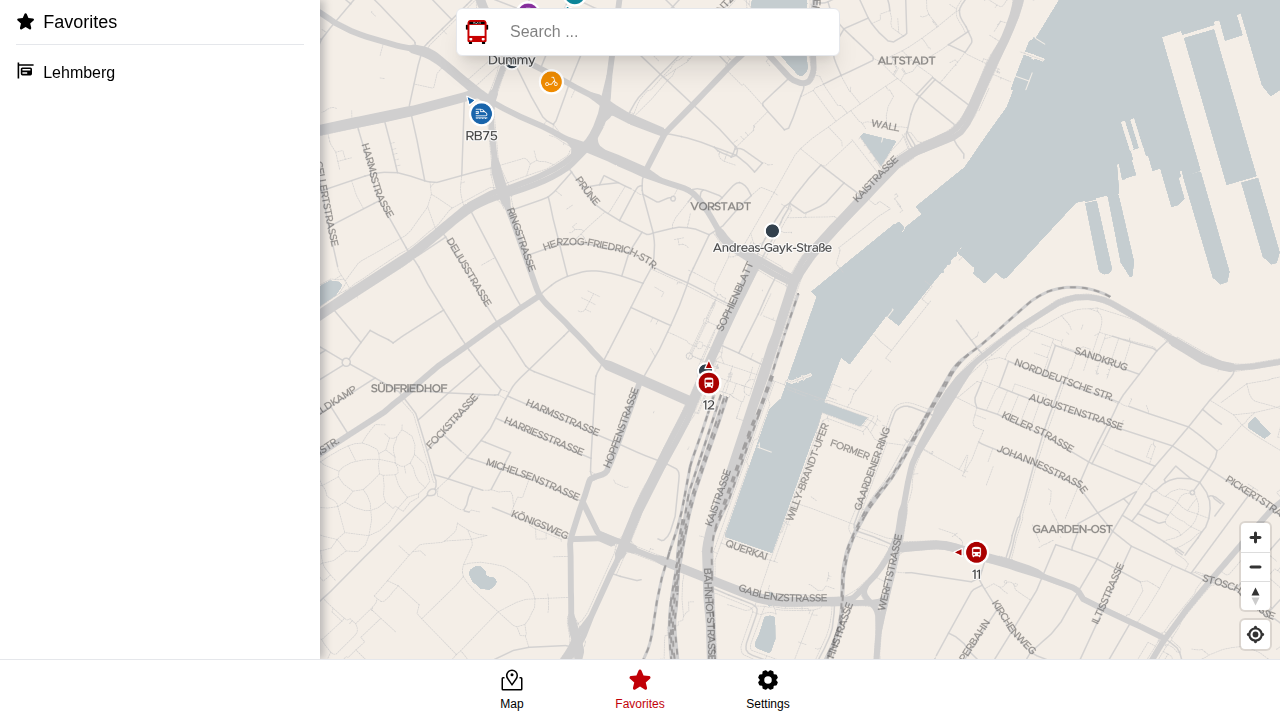 Favorites
Lehmberg
Search ...
Dummy
RB75
ALTSTADT
WALL
KAISTRASSE
HARMSSTRASSE
PRÜNE
VORSTADT
RINGSTRASSE
HERZOG-FRIEDRICH-STR.
Andreas-Gayk-Straße
DELIUSSTRASSE
SOPHIENBLATT
SÜDFRIEDHOF
12
HARMSSTRASSE
HARRIESSTRASSE
FOCKSTRASSE
HOPFENSTRASSE
MICHELSENSTRASSE
KÖNIGSWEG
KAISTRASSE
WILLY-BRANDT-UFER
FORMER
GAARDENER RING
QUERKAI
SANDKRUG
NORDDEUTSCHE STR.
AUGUSTENSTRASSE
KIELER STRASSE
JOHANNESSTRASSE
GAARDEN-OST
11
BAHNHOFSTRASSE
GABLENZSTRASSE
WERFTSTRASSE
ILTISSTRASSE
KIRCHENWEG
Map
Favorites
Settings